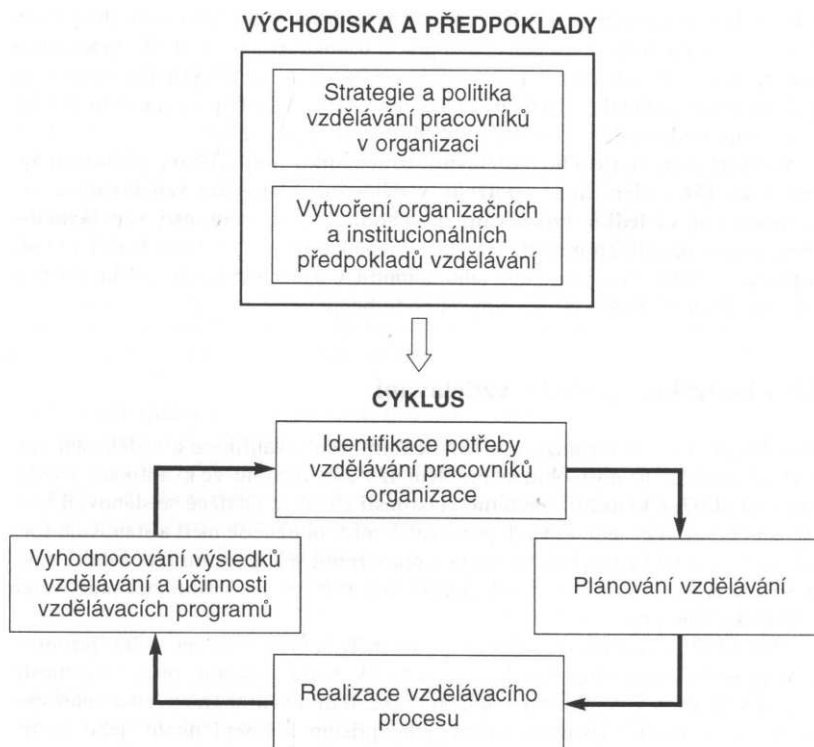 VÝCHODISKA A PŘEDPOKLADY
Strategie a politika
vzdělávání pracovníků
v organizaci
Vytvoření organizačních
a institucionálních
předpokladů vzdělávání
CYKLUS
Identifikace potřeby
vzdělávání pracovníků
organizace
Vyhodnocování výsledků
vzdělávání a účinnosti
vzdělávacích programů
Plánování vzdělávání
Realizace vzdělávacího
procesu